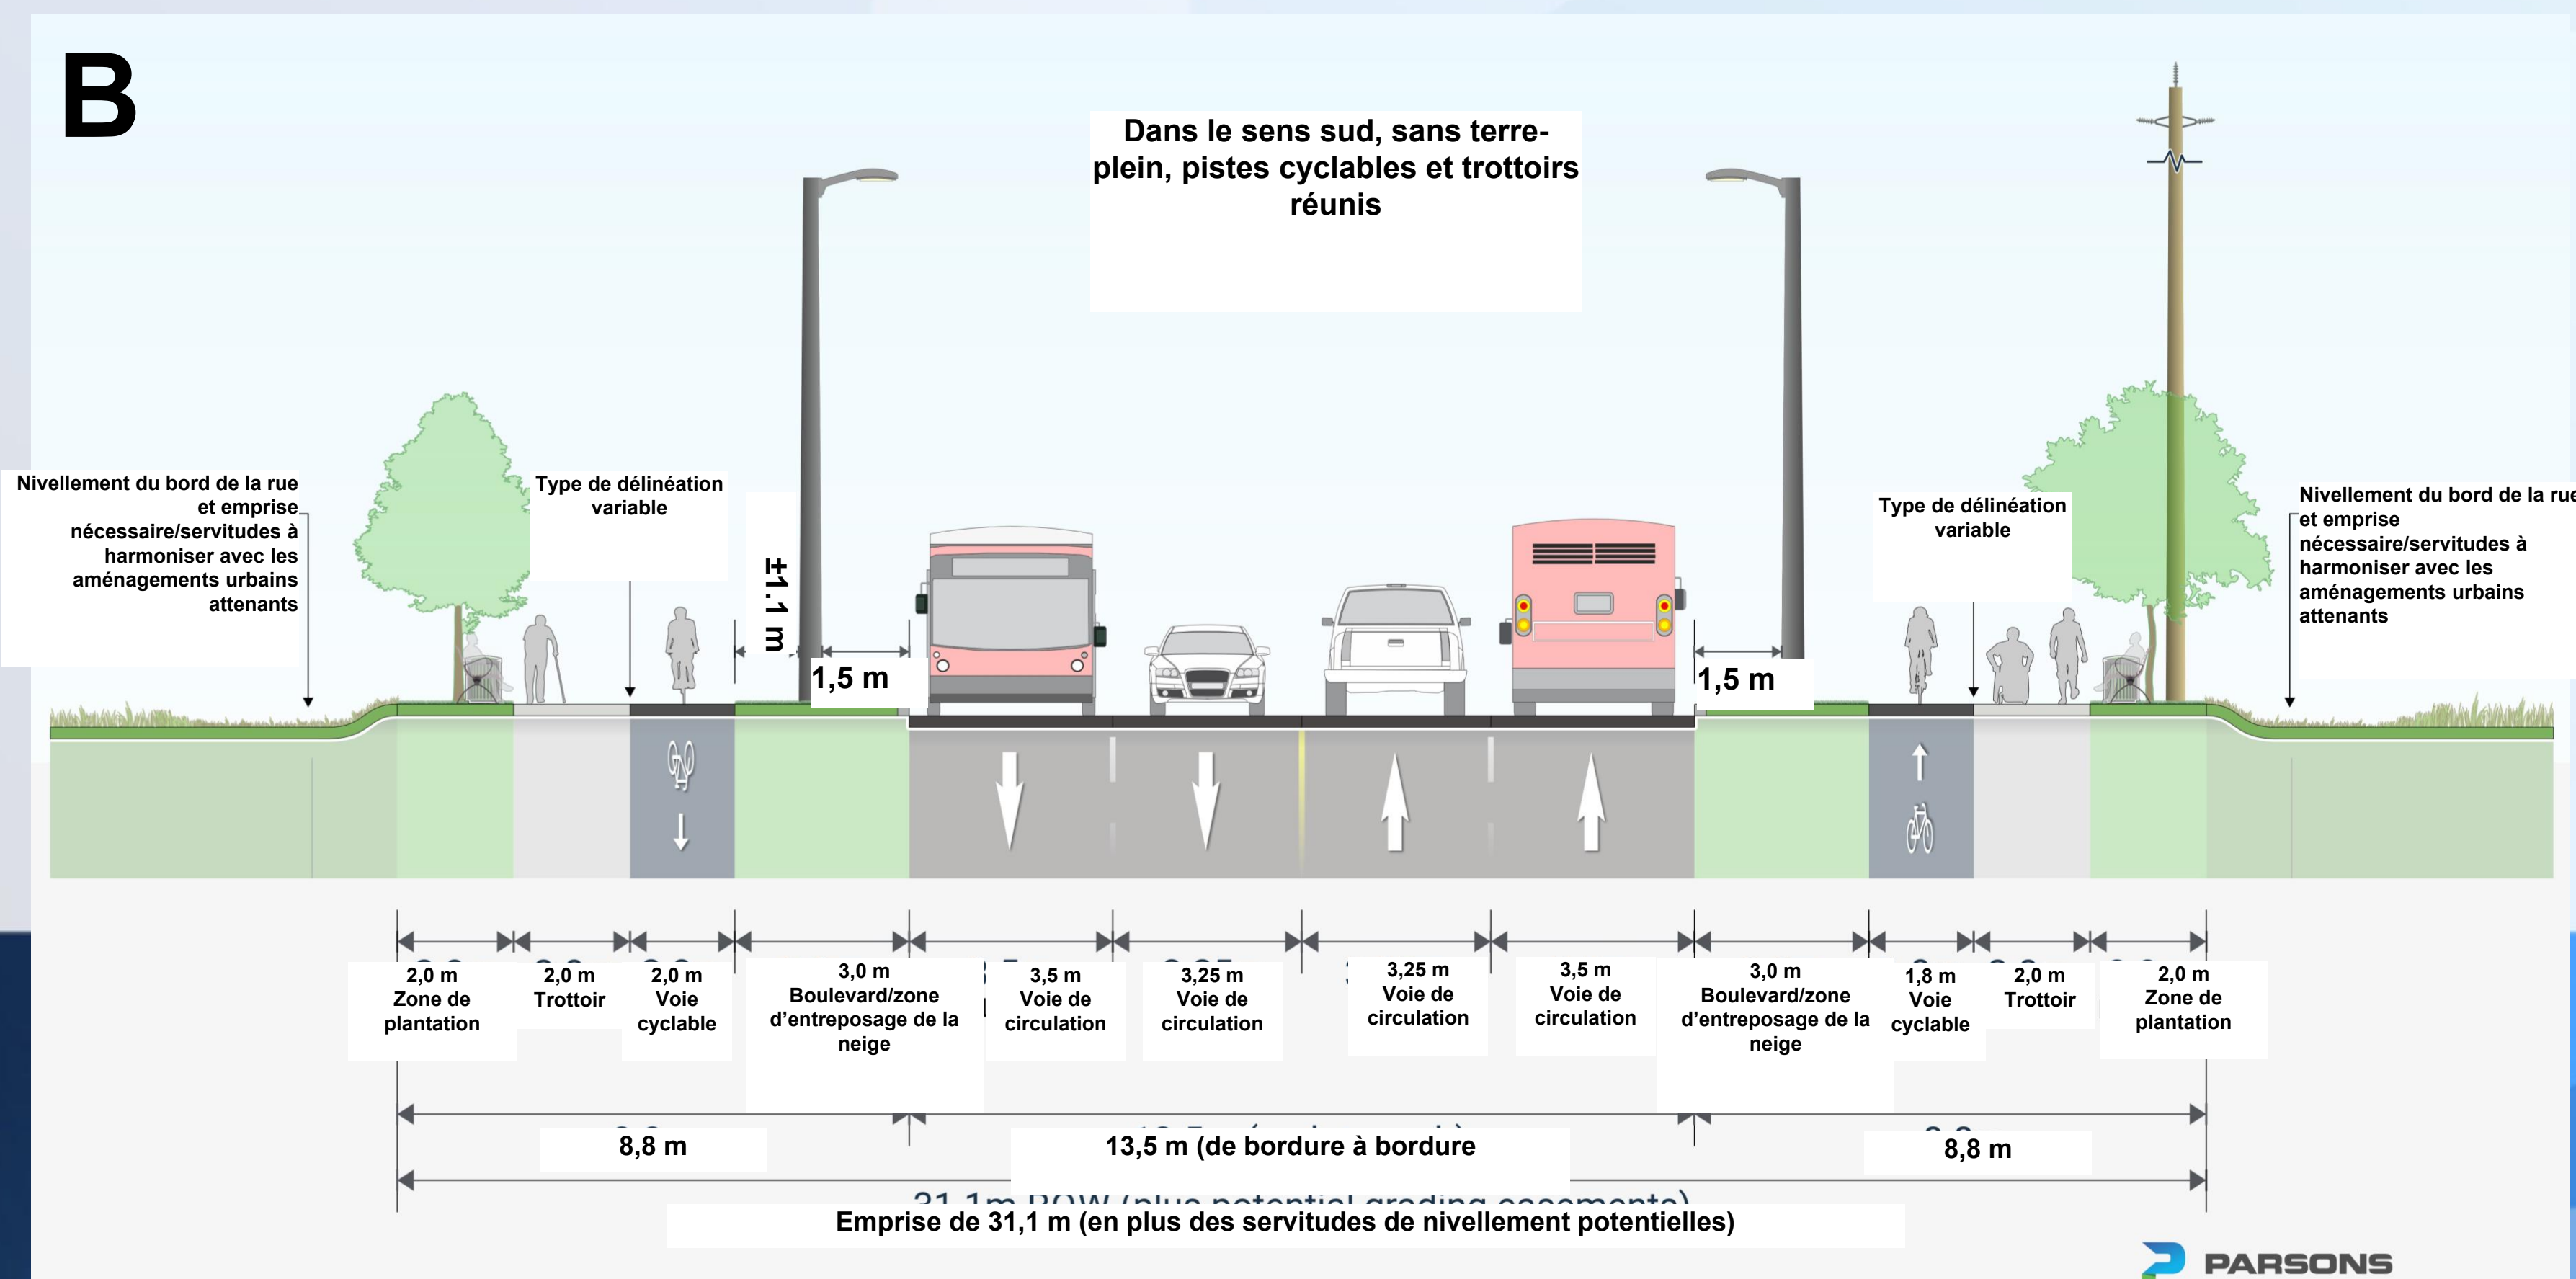 B
Dans le sens sud, sans terre-
plein, pistes cyclables et trottoirs
réunis
Nivellement du bord de la rue
et emprise
nécessaire/servitudes à
harmoniser avec les
aménagements urbains
attenants
Type de délinéation
variable
±1.1 m
1,5 m
1,5 m
Type de délinéation
variable
Nivellement du bord de la rue
et emprise
nécessaire/servitudes à
harmoniser avec les
aménagements urbains
attenants
2,0 m
Zone de
plantation
2,0 m
Trottoir
2,0 m
Voie
cyclable
3,0 m
Boulevard/zone
d’entreposage de la
neige
3,5 m
Voie de
circulation
3,25 m
Voie de
circulation
3,25 m
Voie de
circulation
3,5 m
Voie de
circulation
3,0 m
Boulevard/zone
d’entreposage de la
neige
1,8 m
Voie
cyclable
2,0 m
Trottoir
2,0 m
Zone de
plantation
8,8 m
13,5 m (de bordure à bordure
8,8 m
31.1m ROW (plus potential grading easements)
Emprise de 31,1 m (en plus des servitudes de nivellement potentielles)
PARSONS